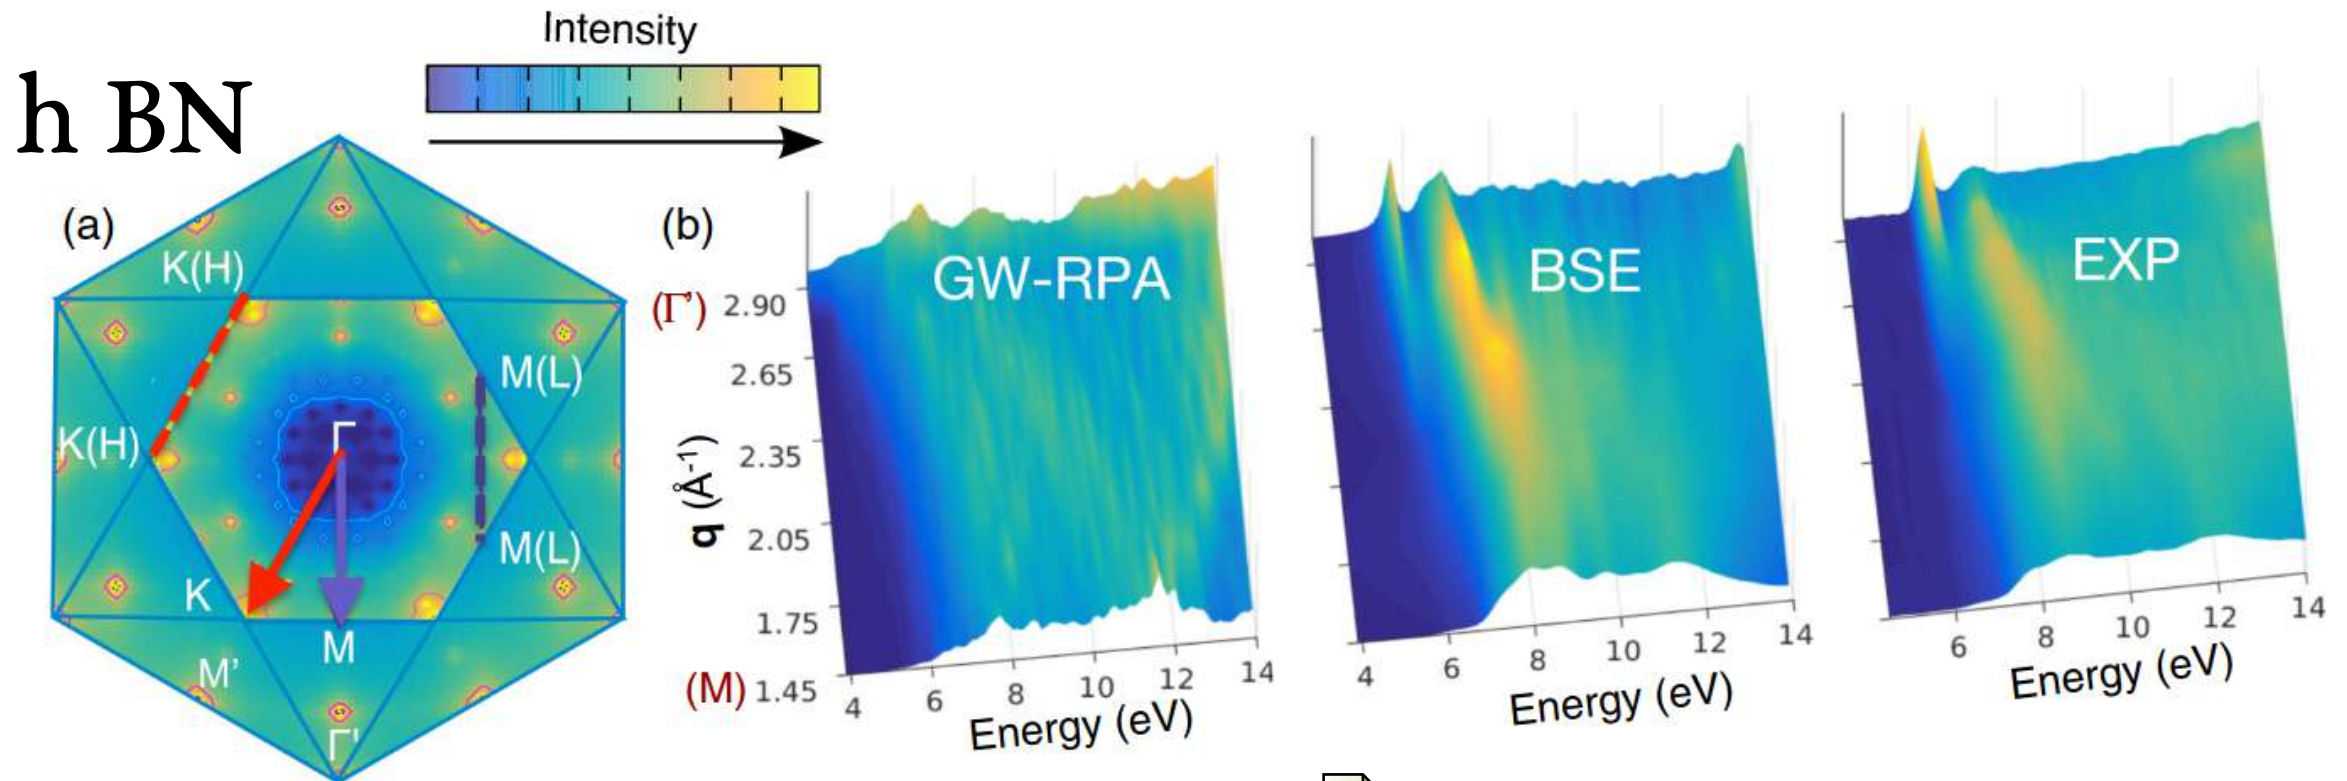 Intensity
h BN
(a)
K(H)
K(H)
Γ
M(L)
M(L)
K
M
M’
Γ'
(b)
GW-RPA
BSE
EXP
(Γ’) 2.90
2.65
2.35
2.05
1.75
(M) 1.45
q (Å-1)
4 6 8 10 12 14
Energy (eV)
4 6 8 10 12 14
Energy (eV)
6 8 10 12 14
Energy (eV)